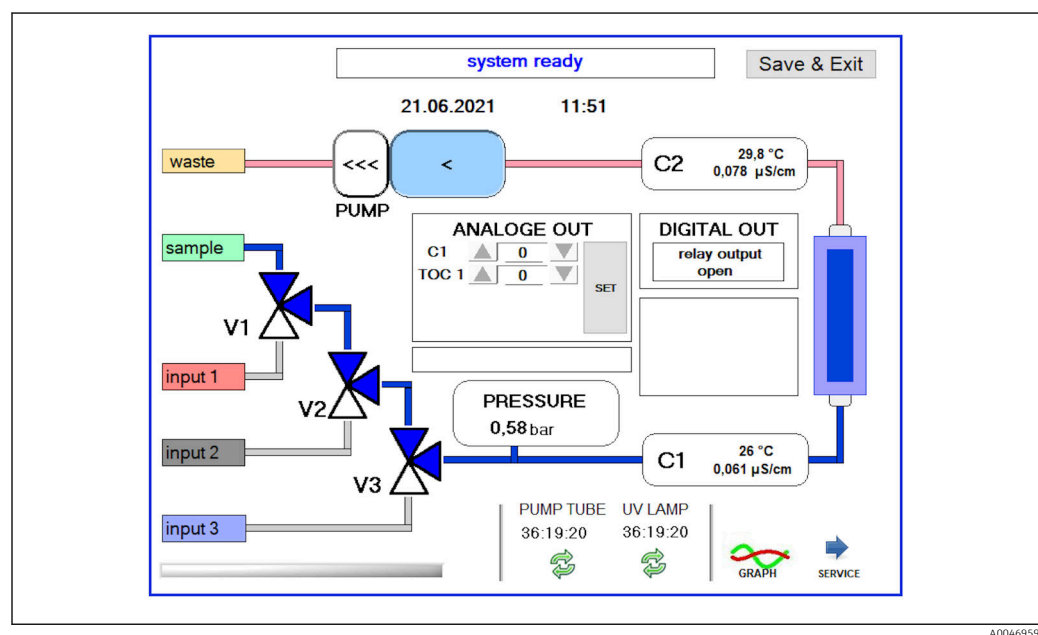 system ready
Save & Exit
21.06.2021 11:51
waste
<<<
<
C2
29,8 °C
0,078 µS/cm
PUMP
ANALOGE OUT
C1 0
TOC 1 0
SET
DIGITAL OUT
relay output
open
sample
V1
input 1
V2
input 2
V3
input 3
PRESSURE
0,58 bar
C1
26 °C
0,061 µS/cm
PUMP TUBE UV LAMP
36:19:20 36:19:20
GRAPH
SERVICE
A0046959